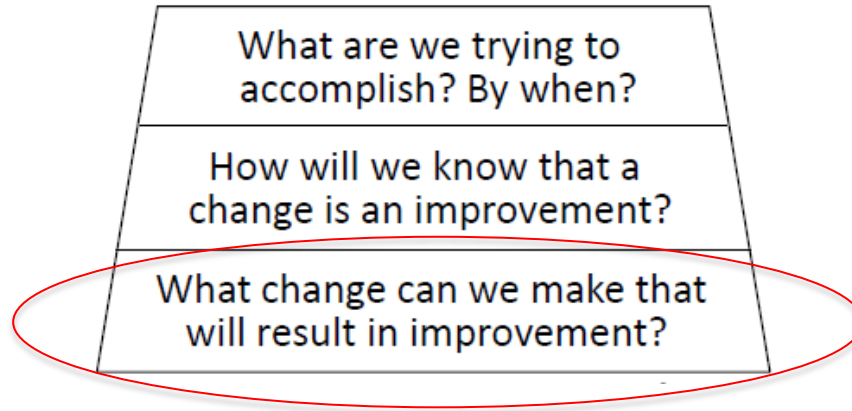 What are we trying to
accomplish? By when?
How will we know that a
change is an improvement?
What change can we make that
will result in improvement?